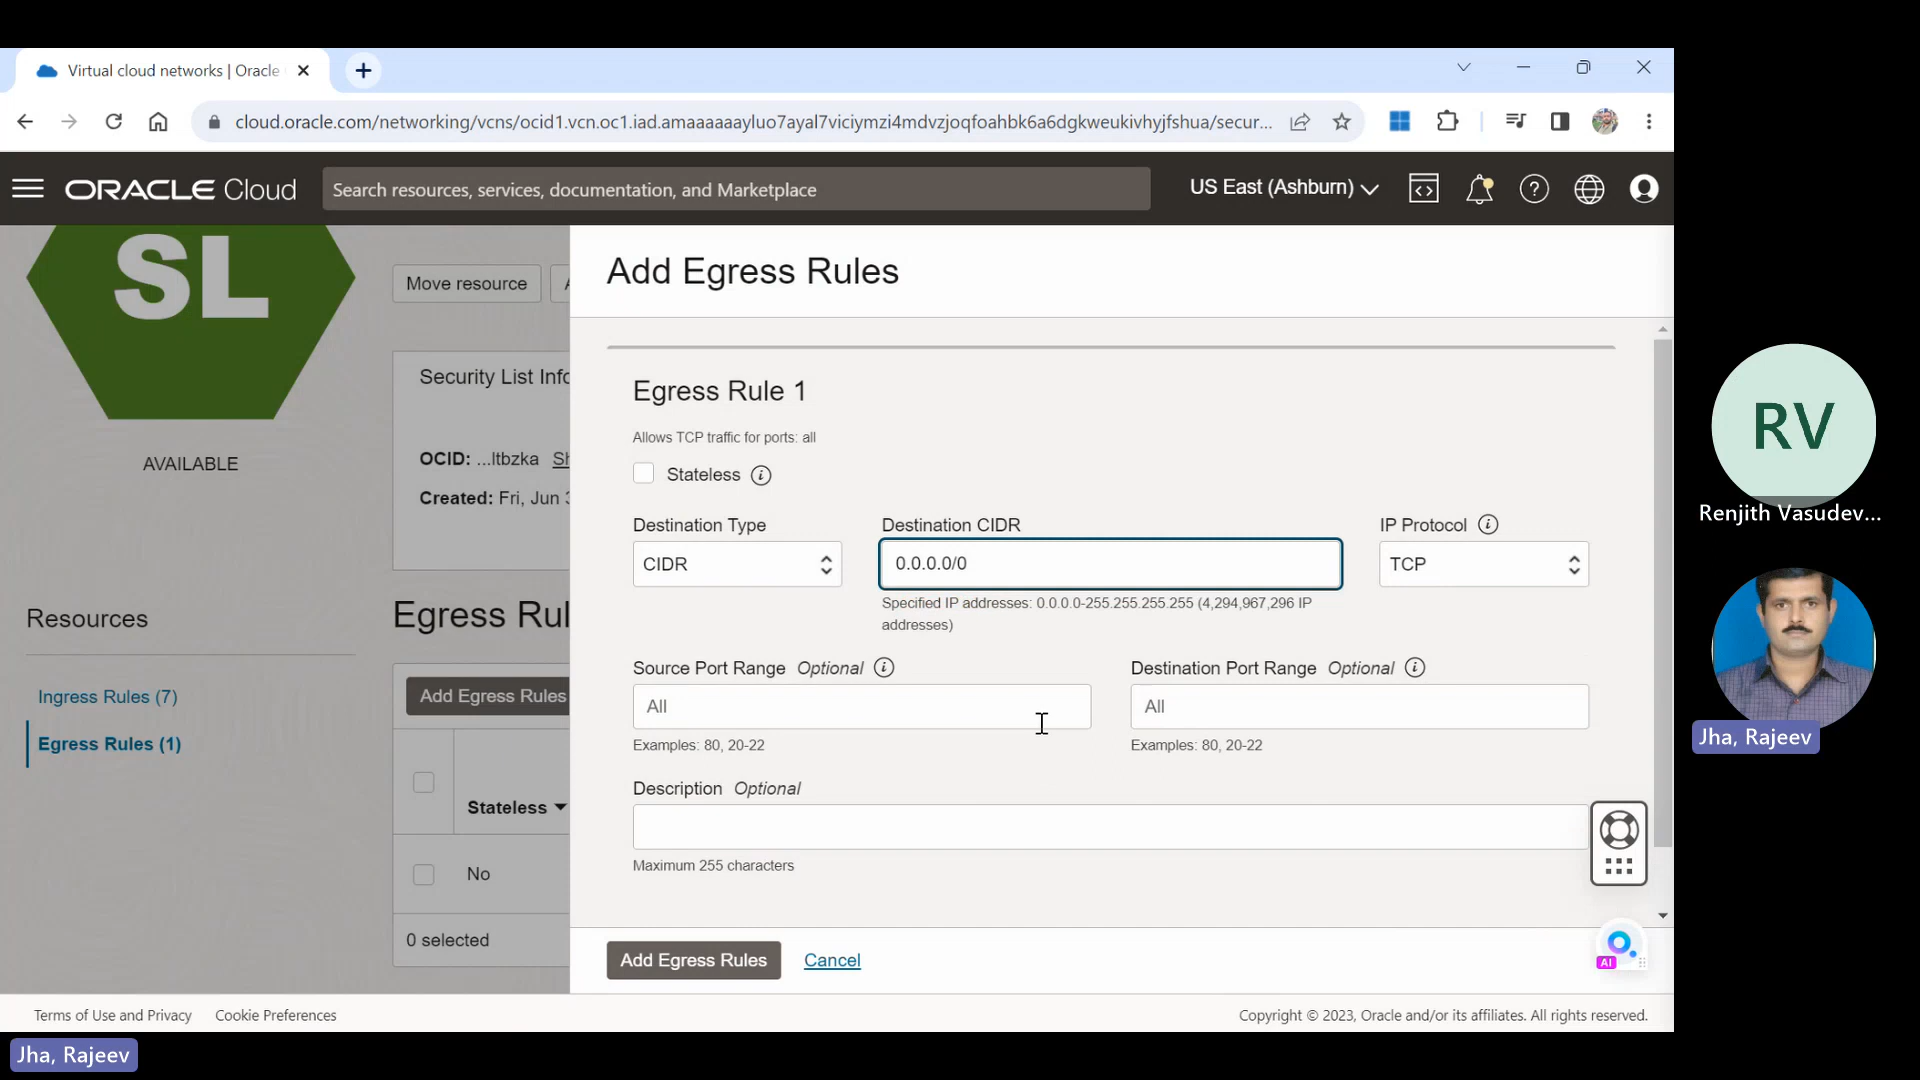 Virtual cloud networks | Oracle
cloud.oracle.com/networking/vcns/ocid1.vcn.oc1.iad.amaaaaaayluo7ayal7viciymzi4mdvzjoqfoahbk6a6dgkweukivhyjfshua/secur...
ORACLE Cloud
Search resources, services, documentation, and Marketplace
US East (Ashburn)
SL
AVAILABLE
Move resource
Security List Info
OCID: ...ltbzka Sh
Created: Fri, Jun 3
Resources
Ingress Rules (7)
Egress Rules (1)
Egress Rul
Add Egress Rules
Stateless
No
0 selected
Add Egress Rules
Egress Rule 1
Allows TCP traffic for ports: all
Stateless
Destination Type
CIDR
Destination CIDR
0.0.0.0/0
Specified IP addresses: 0.0.0.0-255.255.255.255 (4,294,967,296 IP
addresses)
IP Protocol
TCP
Source Port Range Optional
All
Examples: 80, 20-22
Destination Port Range Optional
All
Examples: 80, 20-22
Description Optional
Maximum 255 characters
Add Egress Rules
Cancel
AI
Terms of Use and Privacy
Cookie Preferences
Copyright © 2023, Oracle and/or its affiliates. All rights reserved.
RV
Renjith Vasudev...
Jha, Rajeev
Jha, Rajeev